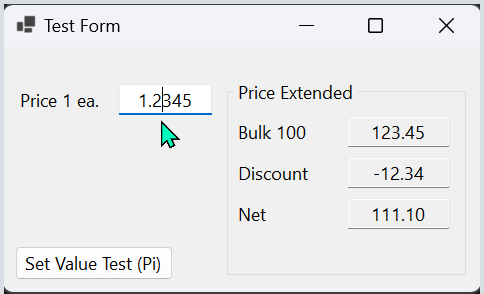 Test Form
Price 1 ea.
1.2345
Price Extended
Bulk 100
123.45
Discount
-12.34
Net
111.10
Set Value Test (Pi)